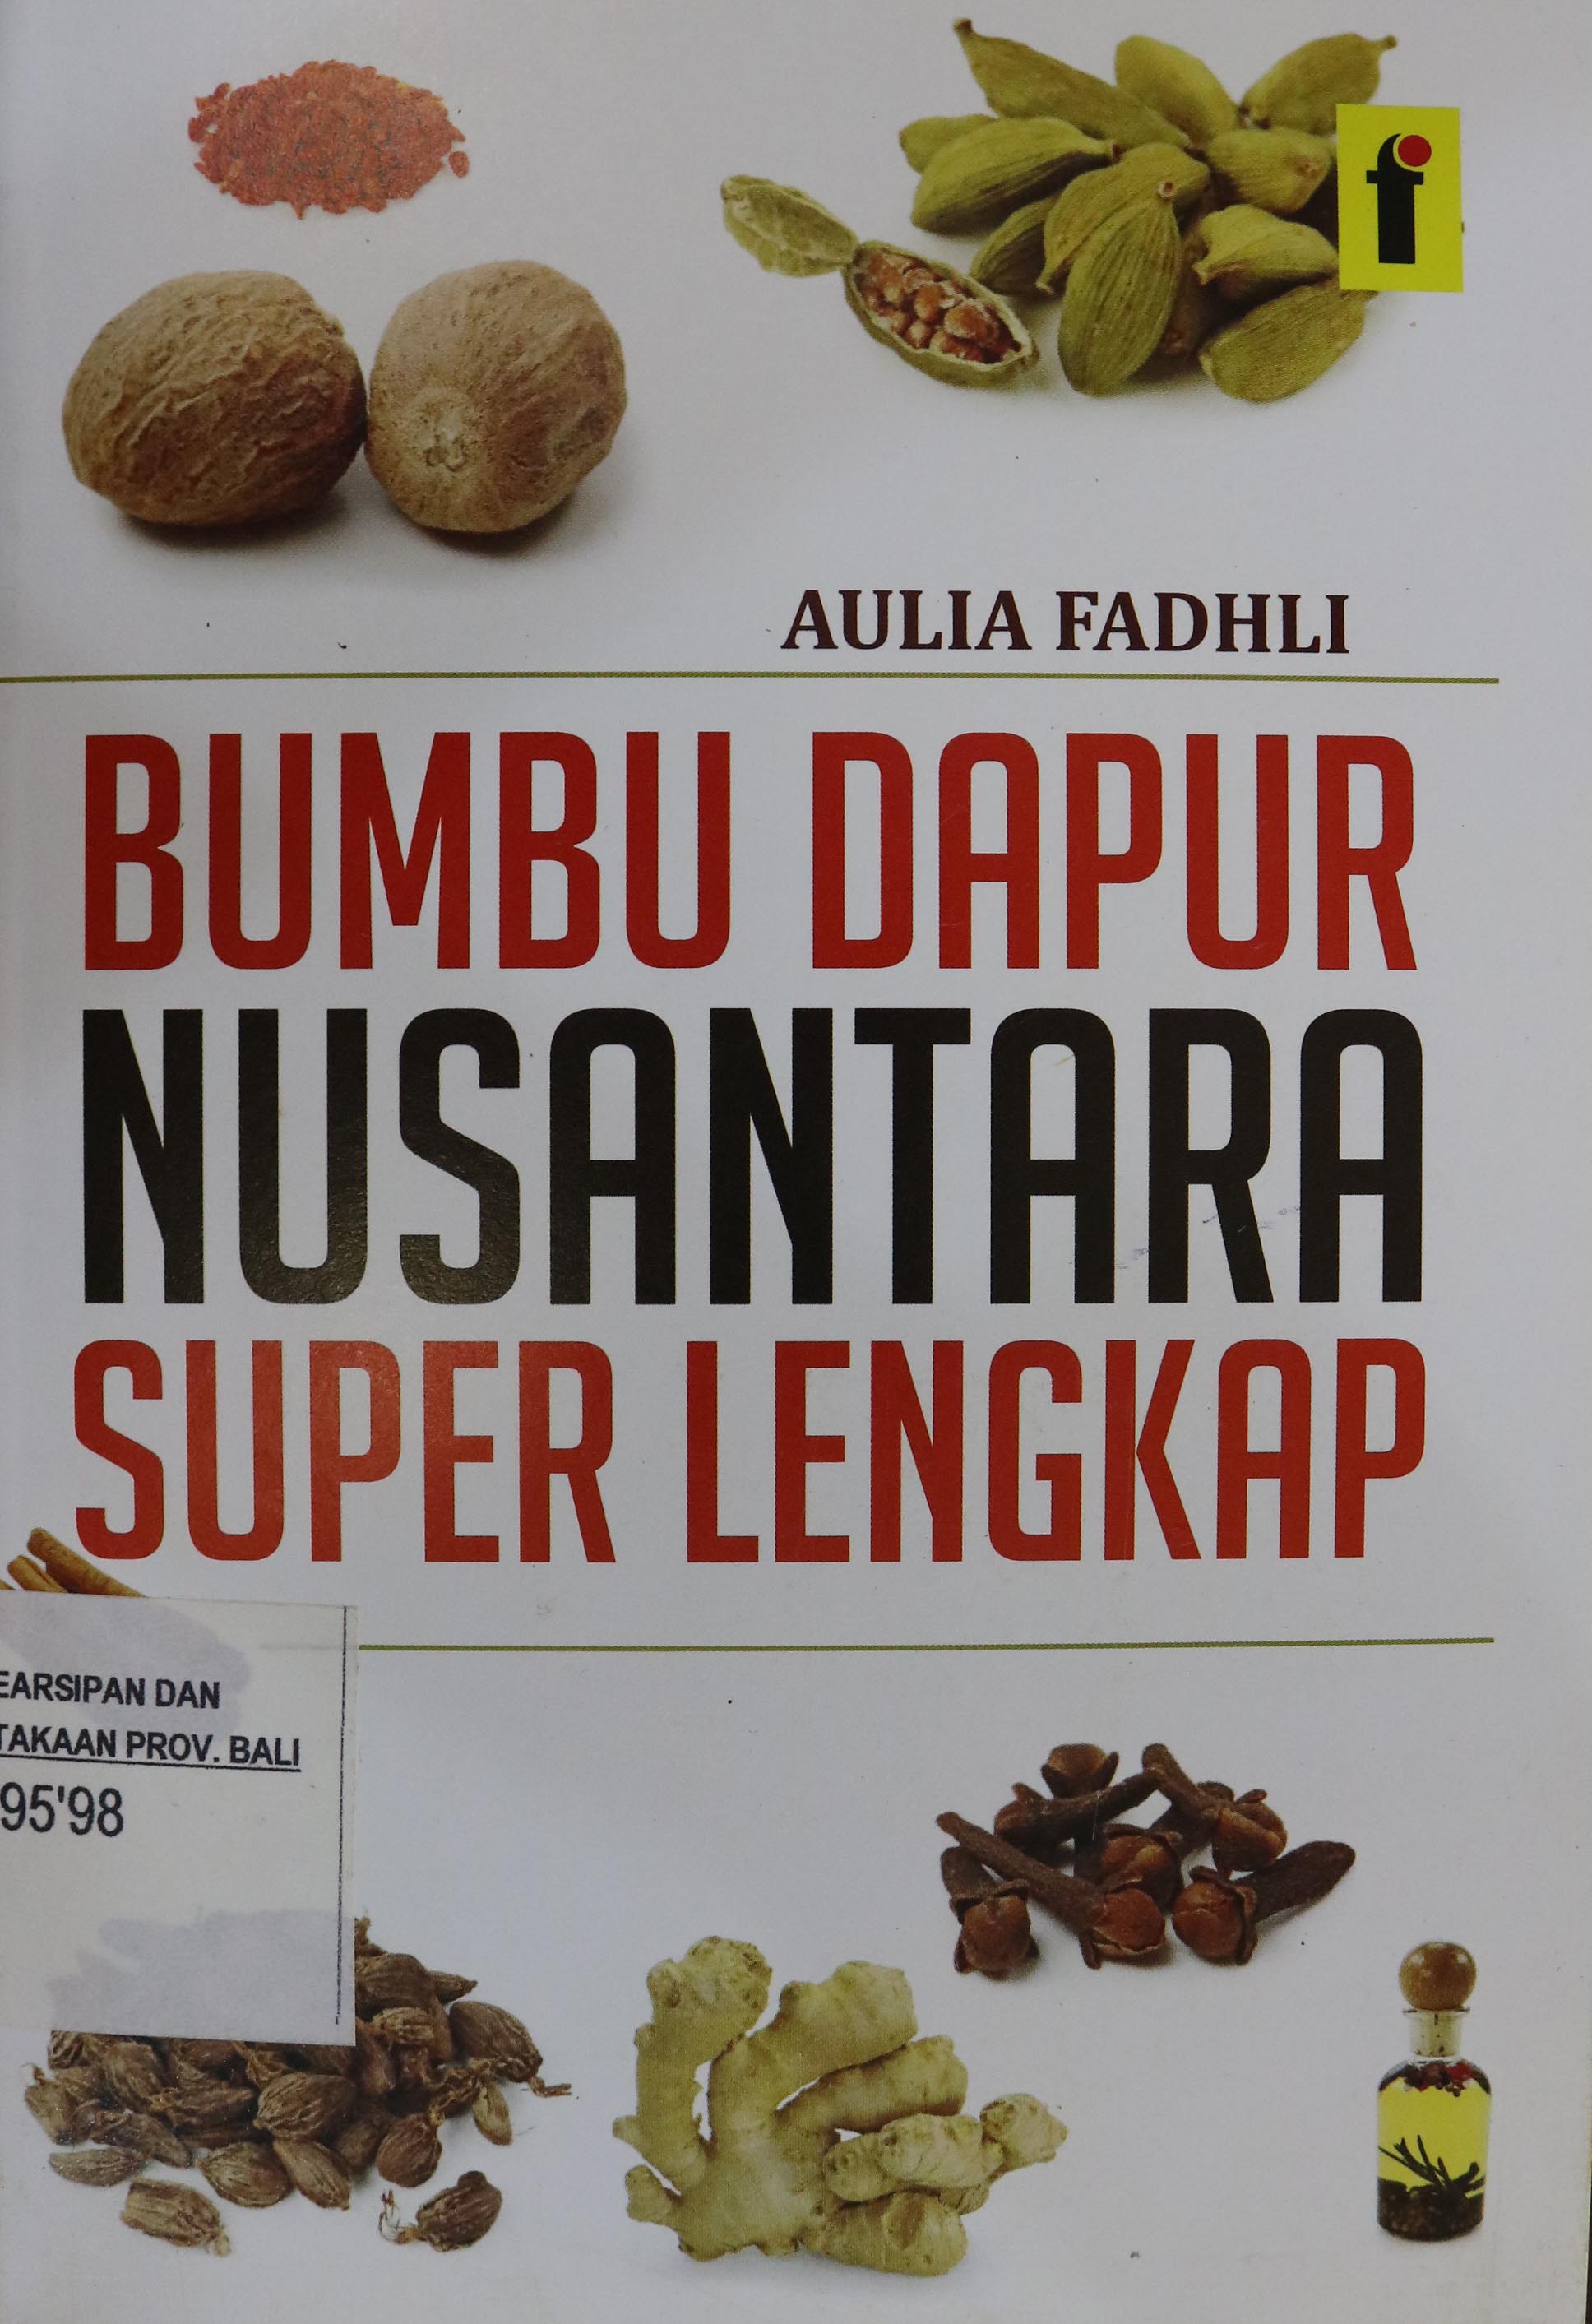 f
AULIA FADHLI
BUMBU DAPUR
NUSANTARA
SUPER LENGKAP
EARSIPAN DAN
TAKAAN PROV. BALI
95'98